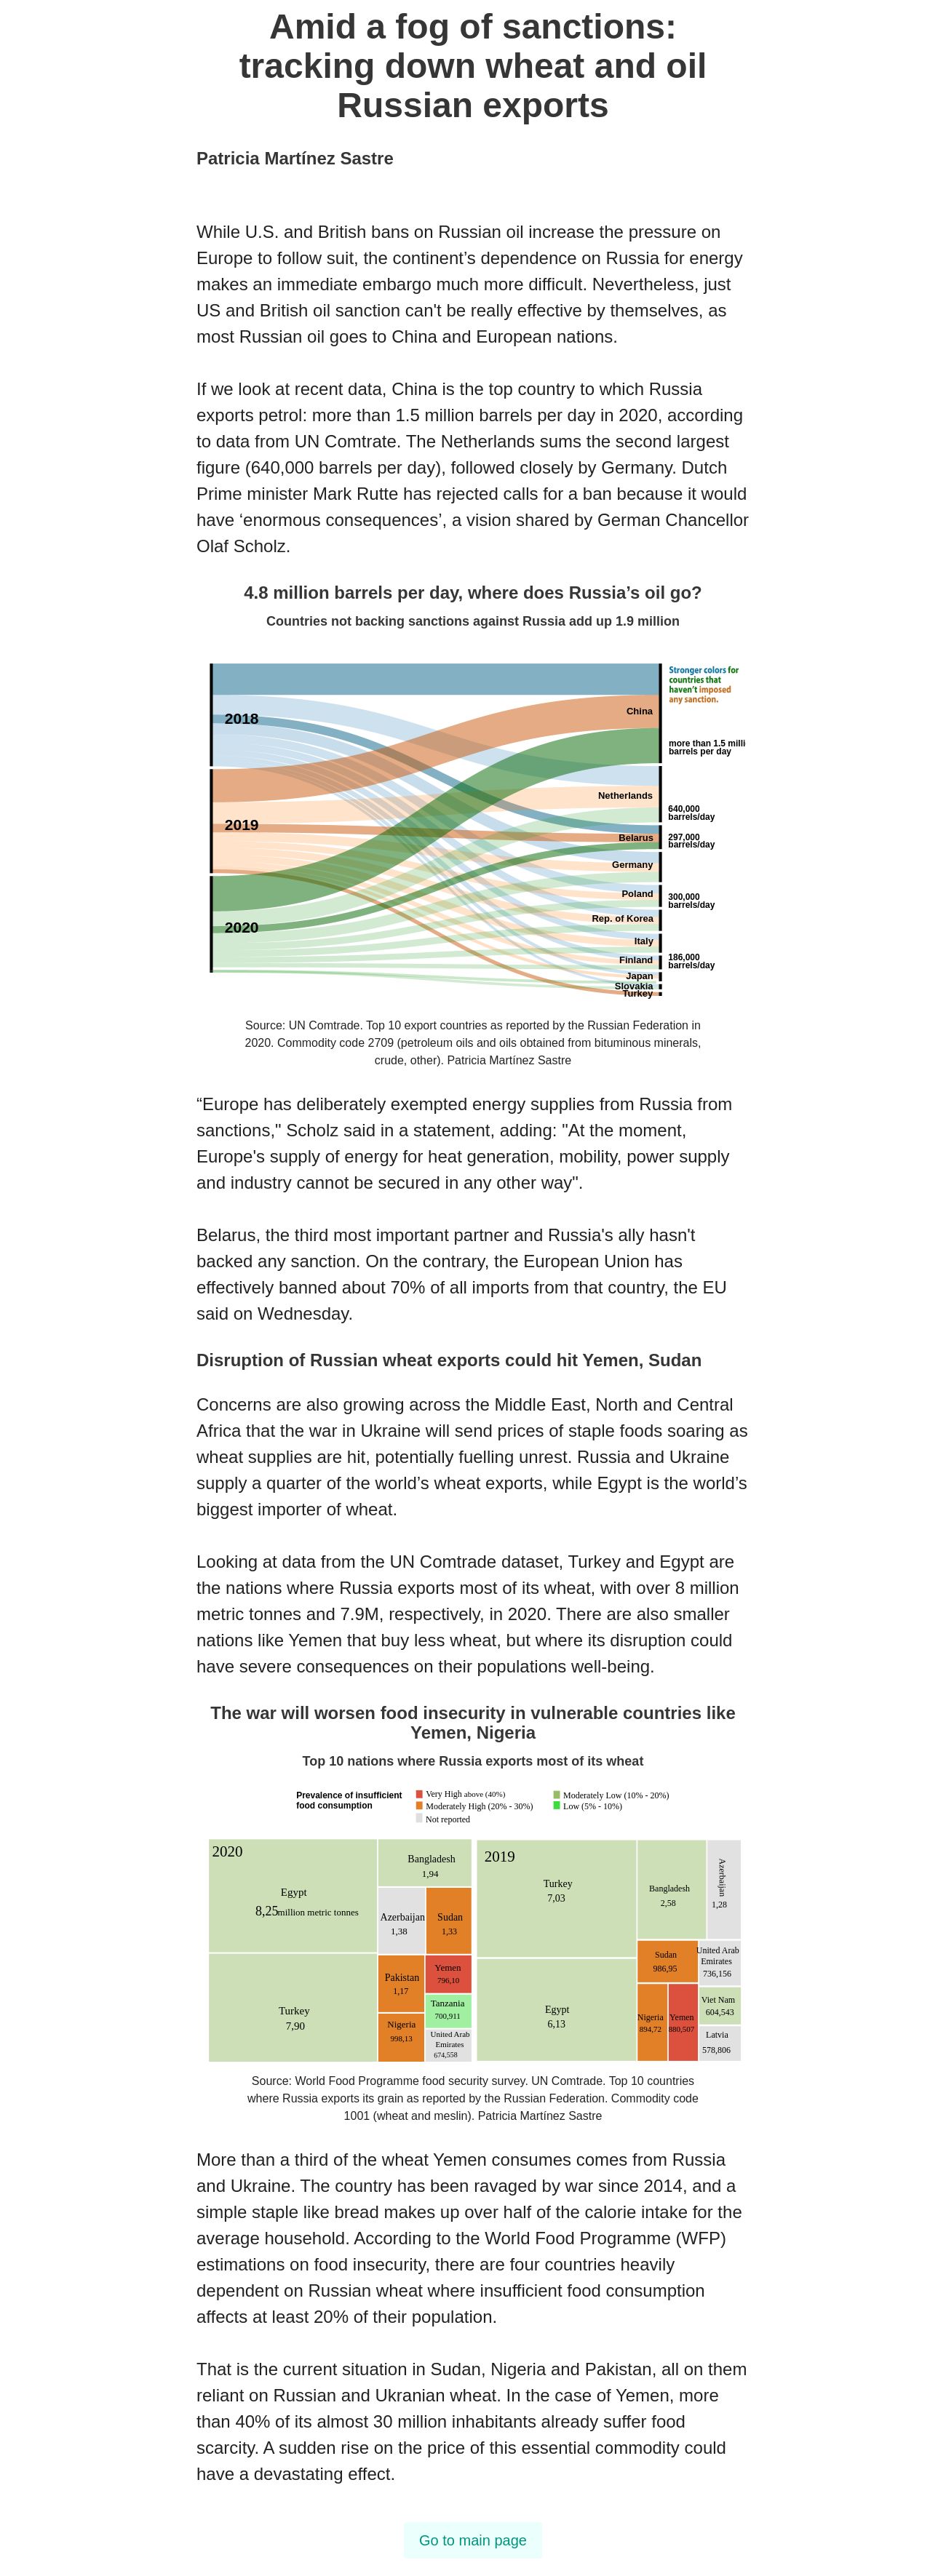 Amid a fog of sanctions:
tracking down wheat and oil
Russian exports
Patricia Martínez Sastre
While U.S. and British bans on Russian oil increase the pressure on
Europe to follow suit, the continent’s dependence on Russia for energy
makes an immediate embargo much more difficult. Nevertheless, just
US and British oil sanction can't be really effective by themselves, as
most Russian oil goes to China and European nations.
If we look at recent data, China is the top country to which Russia
exports petrol: more than 1.5 million barrels per day in 2020, according
to data from UN Comtrate. The Netherlands sums the second largest
figure (640,000 barrels per day), followed closely by Germany. Dutch
Prime minister Mark Rutte has rejected calls for a ban because it would
have ‘enormous consequences’, a vision shared by German Chancellor
Olaf Scholz.
4.8 million barrels per day, where does Russia’s oil go?
Countries not backing sanctions against Russia add up 1.9 million
Stronger colors for
countries that
haven't imposed
any sanction.
2018
China
more than 1.5 milli
barrels per day
Netherlands
640,000
barrels/day
2019
Belarus
297,000
barrels/day
Germany
Poland
300,000
barrels/day
Rep. of Korea
2020
Italy
Finland
186,000
barrels/day
Japan
Slovakia
Turkey
Source: UN Comtrade. Top 10 export countries as reported by the Russian Federation in
2020. Commodity code 2709 (petroleum oils and oils obtained from bituminous minerals,
crude, other). Patricia Martínez Sastre
“Europe has deliberately exempted energy supplies from Russia from
sanctions," Scholz said in a statement, adding: "At the moment,
Europe's supply of energy for heat generation, mobility, power supply
and industry cannot be secured in any other way".
Belarus, the third most important partner and Russia's ally hasn't
backed any sanction. On the contrary, the European Union has
effectively banned about 70% of all imports from that country, the EU
said on Wednesday.
Disruption of Russian wheat exports could hit Yemen, Sudan
Concerns are also growing across the Middle East, North and Central
Africa that the war in Ukraine will send prices of staple foods soaring as
wheat supplies are hit, potentially fuelling unrest. Russia and Ukraine
supply a quarter of the world’s wheat exports, while Egypt is the world’s
biggest importer of wheat.
Looking at data from the UN Comtrade dataset, Turkey and Egypt are
the nations where Russia exports most of its wheat, with over 8 million
metric tonnes and 7.9M, respectively, in 2020. There are also smaller
nations like Yemen that buy less wheat, but where its disruption could
have severe consequences on their populations well-being.
The war will worsen food insecurity in vulnerable countries like
Yemen, Nigeria
Top 10 nations where Russia exports most of its wheat
Prevalence of insufficient
food consumption
Very High above (40%)
Moderately High (20% - 30%)
Not reported
Moderately Low (10% - 20%)
Low (5% - 10%)
2020
Egypt
8,25million metric tonnes
Turkey
7,90
Bangladesh
1,94
Azerbaijan
1,38
Sudan
1,33
Pakistan
1,17
Nigeria
998,13
Yemen
796,10
Tanzania
700,911
United Arab
Emirates
674,558
2019
Turkey
7,03
Egypt
6,13
Bangladesh
2,58
Azerbaijan
1,28
Sudan
986,95
United Arab
Emirates
736,156
Nigeria
894,72
Yemen
880,507
Viet Nam
604,543
Latvia
578,806
Source: World Food Programme food security survey. UN Comtrade. Top 10 countries
where Russia exports its grain as reported by the Russian Federation. Commodity code
1001 (wheat and meslin). Patricia Martínez Sastre
More than a third of the wheat Yemen consumes comes from Russia
and Ukraine. The country has been ravaged by war since 2014, and a
simple staple like bread makes up over half of the calorie intake for the
average household. According to the World Food Programme (WFP)
estimations on food insecurity, there are four countries heavily
dependent on Russian wheat where insufficient food consumption
affects at least 20% of their population.
That is the current situation in Sudan, Nigeria and Pakistan, all on them
reliant on Russian and Ukranian wheat. In the case of Yemen, more
than 40% of its almost 30 million inhabitants already suffer food
scarcity. A sudden rise on the price of this essential commodity could
have a devastating effect.
Go to main page